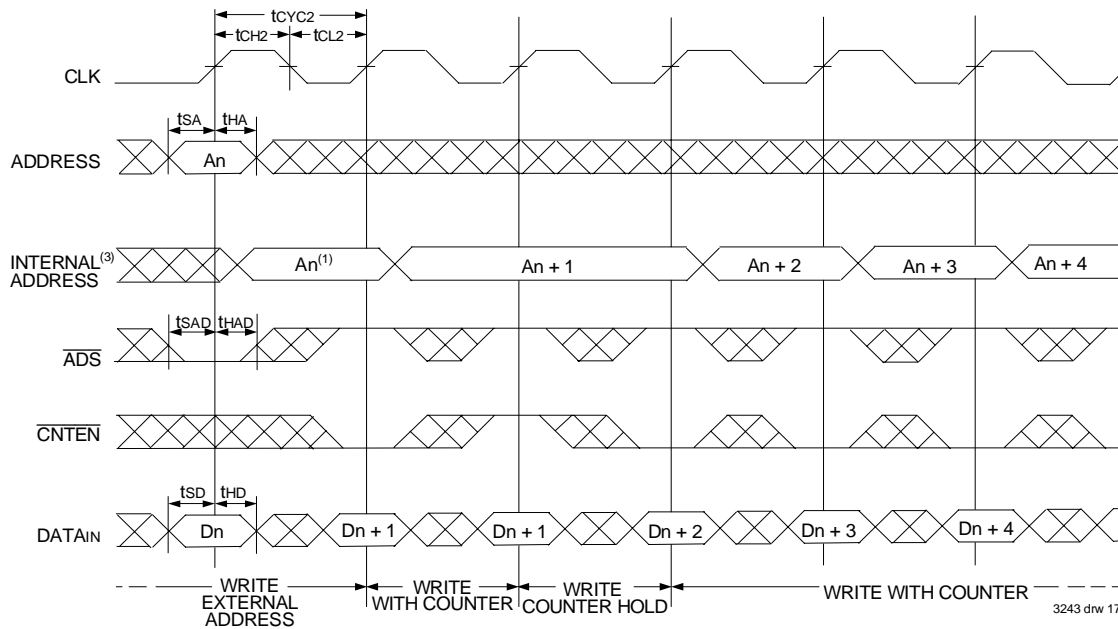 tCYC2
tCH2 tCL2
CLK
tSA tHA
ADDRESS An
INTERNAL(3)
ADDRESS An(1) An + 1 An + 2 An + 3 An + 4
tSAD tHAD
ADS
CNTEN
tSD tHD
DATAIN Dn Dn + 1 Dn + 1 Dn + 2 Dn + 3 Dn + 4
WRITE
EXTERNAL
ADDRESS
WRITE
WITH COUNTER
WRITE
COUNTER HOLD
WRITE WITH COUNTER
3243 drw 17